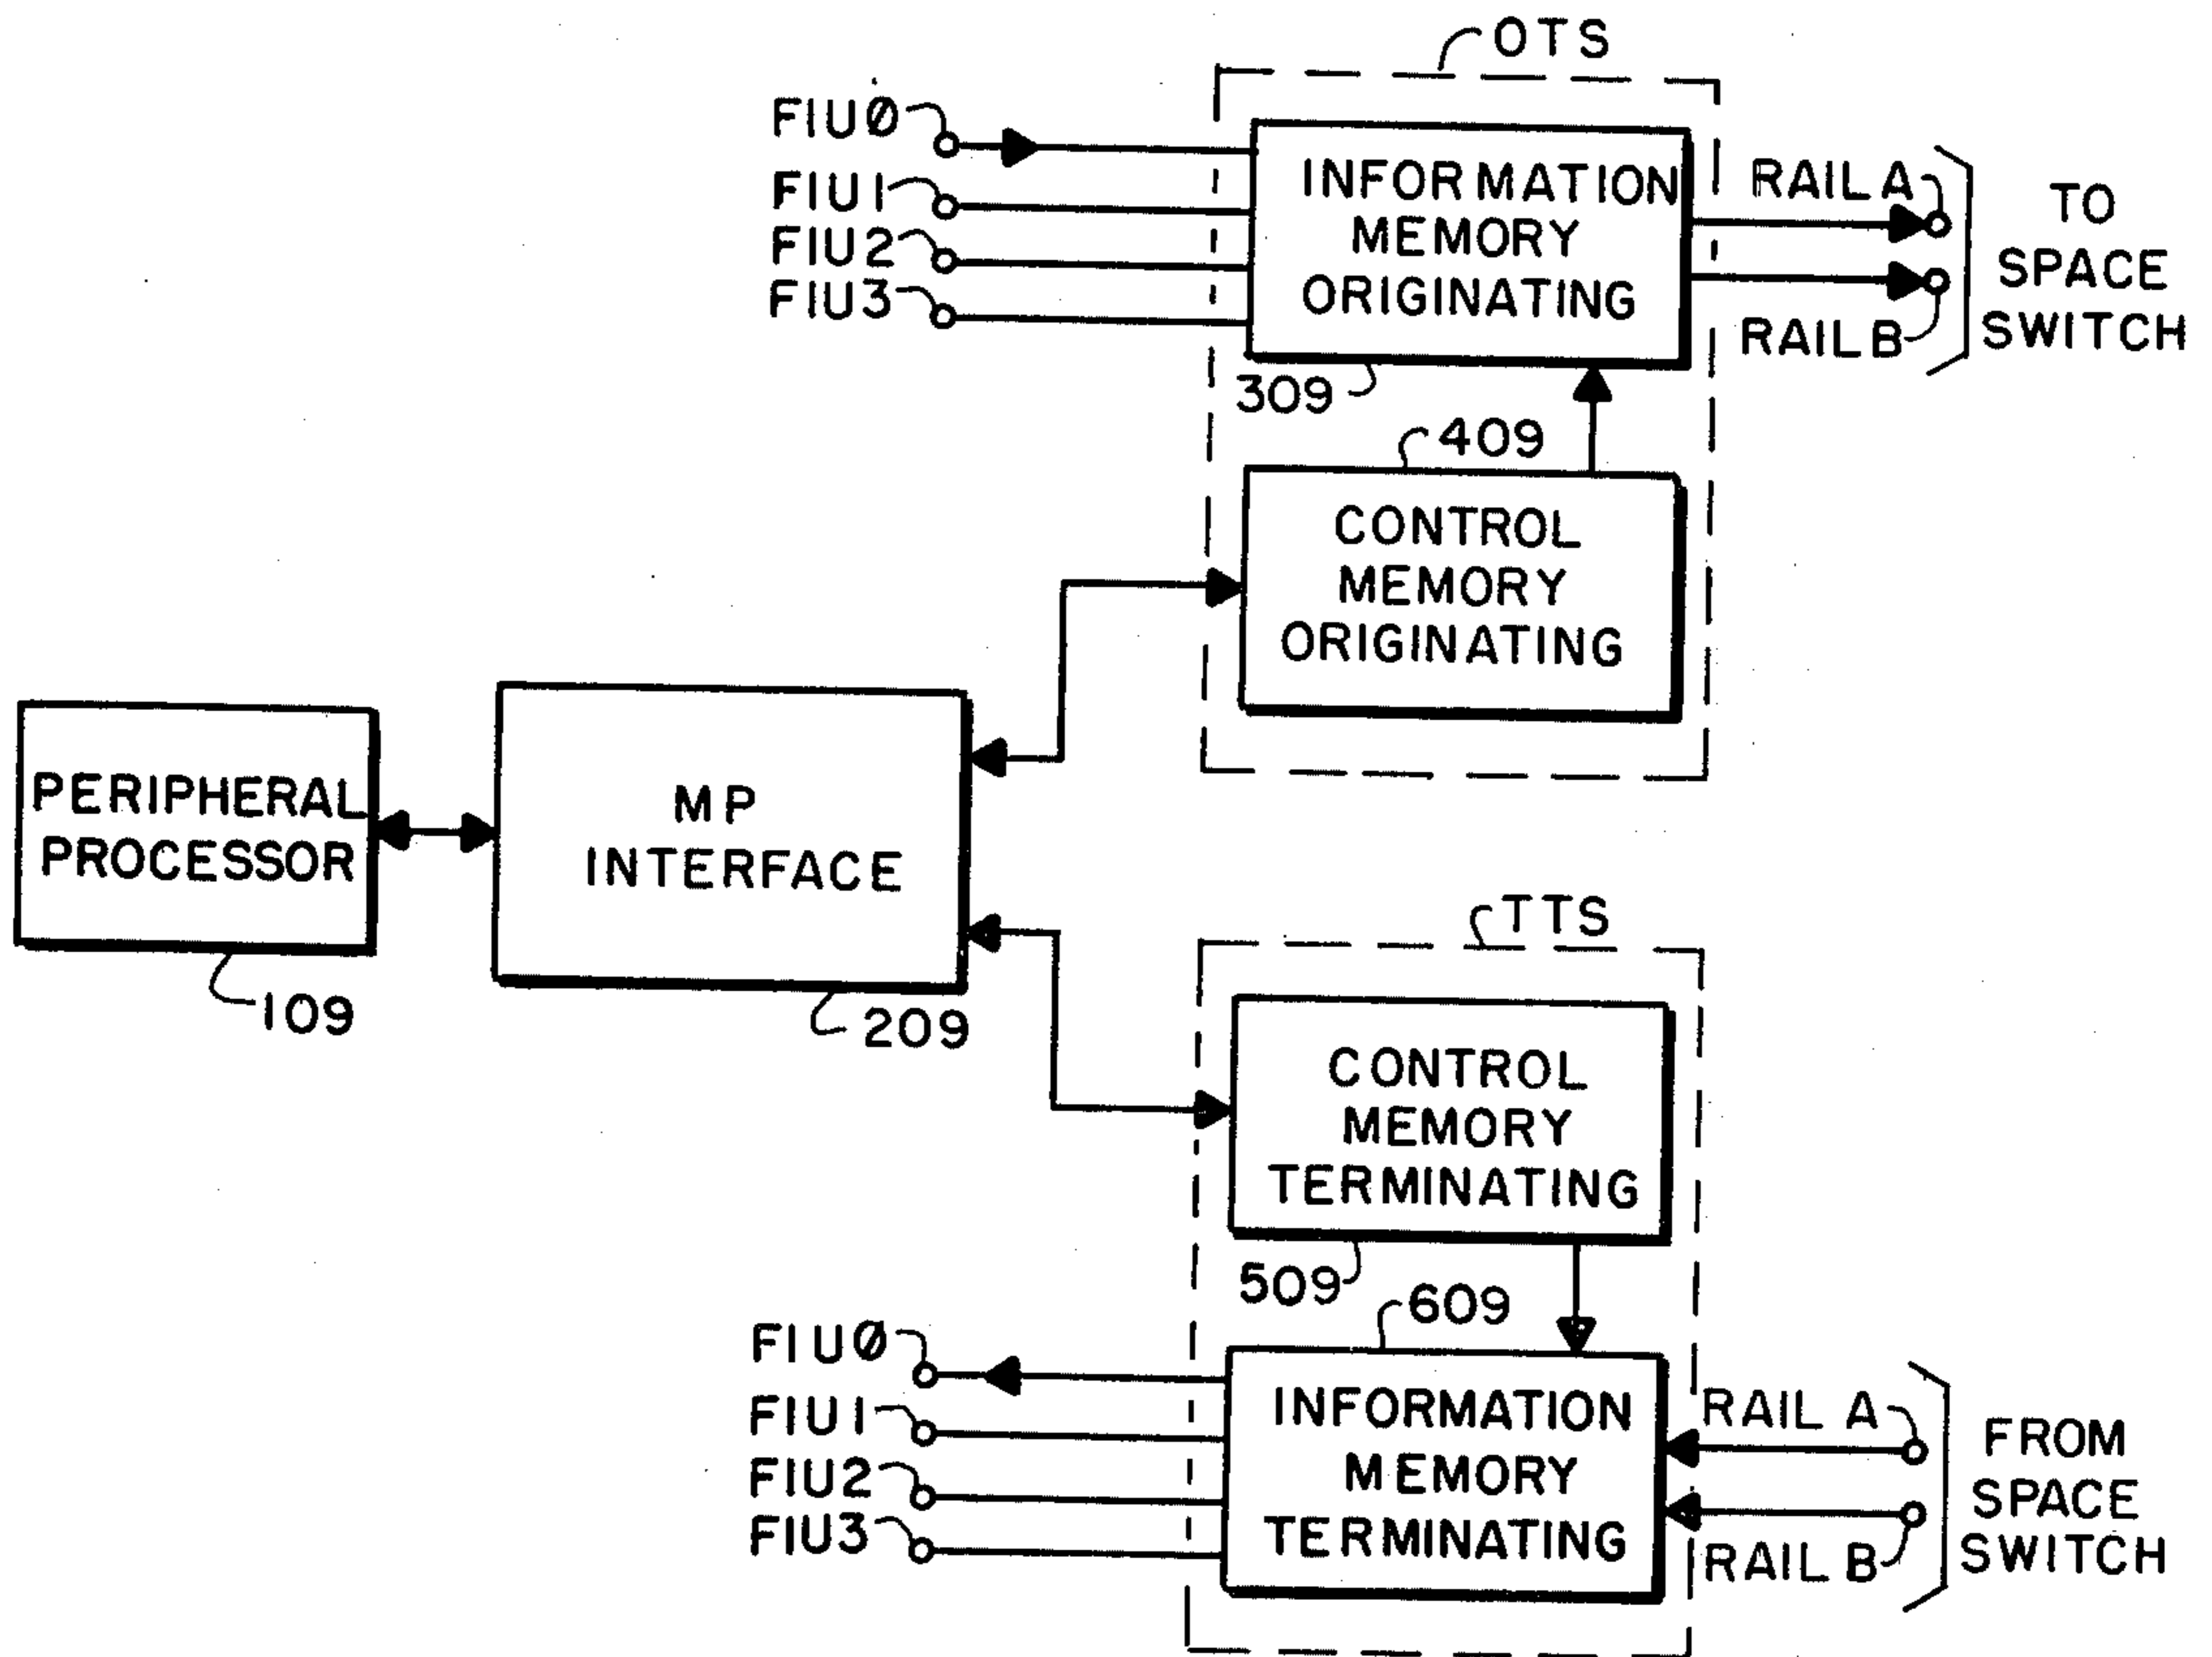 OTS
FIUØ
FIU1
FIU2
FIU3
INFORMATION
MEMORY
ORIGINATING
RAIL A
RAIL B
TO
SPACE
SWITCH
309
409
CONTROL
MEMORY
ORIGINATING
PERIPHERAL
PROCESSOR
109
MP
INTERFACE
209
TTS
CONTROL
MEMORY
TERMINATING
509
609
FIUØ
FIU1
FIU2
FIU3
INFORMATION
MEMORY
TERMINATING
RAIL A
RAIL B
FROM
SPACE
SWITCH